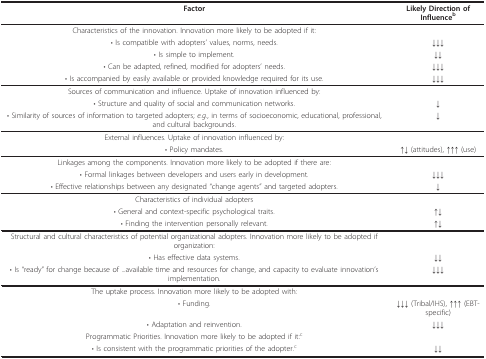 Factor Likely Direction of
Influenceb
Characteristics of the innovation. Innovation more likely to be adopted if it:
• Is compatible with adopters' values, norms, needs. ↓↓↓
• Is simple to implement. ↓↓
• Can be adapted, refined, modified for adopters' needs. ↓↓↓
• Is accompanied by easily available or provided knowledge required for its use. ↓↓↓
Sources of communication and influence. Uptake of innovation influenced by:
• Structure and quality of social and communication networks. ↓
• Similarity of sources of information to targeted adopters, e.g., in terms of socioeconomic, educational, professional, ↓
and cultural backgrounds.
External influences. Uptake of innovation influenced by:
• Policy mandates. ↑↓ (attitudes), ↑↑↑ (use)
Linkages among the components. Innovation more likely to be adopted if there are:
• Formal linkages between developers and users early in development. ↓↓↓
• Effective relationships between any designated "change agents" and targeted adopters. ↓
Characteristics of individual adopters
• General and context-specific psychological traits. ↑↓
• Finding the intervention personally relevant. ↑↓
Structural and cultural characteristics of potential organizational adopters. Innovation more likely to be adopted if
organization:
• Has effective data systems. ↓↓
• Is "ready" for change because of ...available time and resources for change, and capacity to evaluate innovation's ↓↓↓
implementation.
The uptake process. Innovation more likely to be adopted with:
• Funding. ↓↓↓ (Tribal/IHS), ↑↑↑ (EBT-
specific)
• Adaptation and reinvention. ↓↓↓
Programmatic Priorities. Innovation more likely to be adopted if it:c
• Is consistent with the programmatic priorities of the adopter.c ↓↓